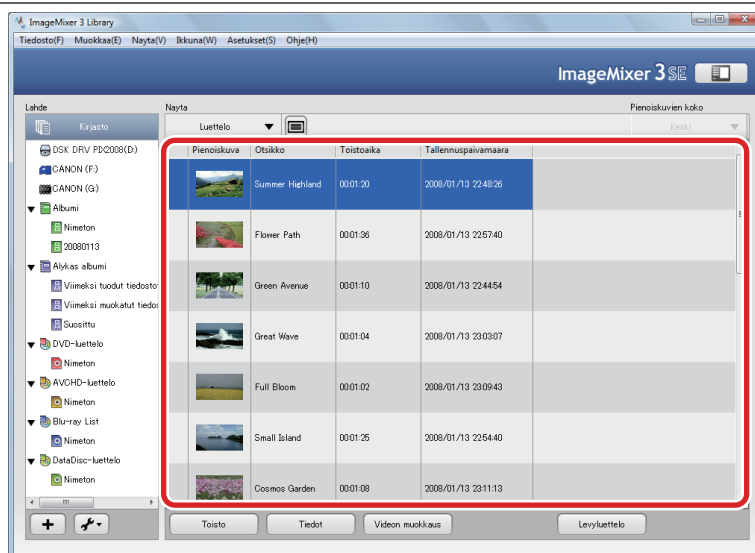 ImageMixer 3 Library
Tiedosto(F) Muokkaa(E) Nayta(V) Ikkuna(W) Asetukset(S) Ohje(H)
ImageMixer 3 SE
Lahde
Kirjasto
DSK DRV PD2008(D:)
CANON (F:)
CANON (G:)
Albumi
Nimeton
20080113
Alykas albumi
Viimeksi tuodut tiedosto
Viimeksi muokatut tiedos
Suosittu
DVD-luettelo
Nimeton
AVCHD-luettelo
Nimeton
Blu-ray List
Nimeton
DataDisc-luettelo
Nimeton
Nayta
Luettelo
Pienoiskuvien koko
Keski
Pienoiskuva Otsikko Toistoaika Tallennuspaivamaara
Summer Highland 00:01:20 2008/01/13 22:48:26
Flower Path 00:01:36 2008/01/13 22:57:40
Green Avenue 00:01:10 2008/01/13 22:44:54
Great Wave 00:01:04 2008/01/13 23:03:07
Full Bloom 00:01:02 2008/01/13 23:09:43
Small Island 00:01:25 2008/01/13 22:54:40
Cosmos Garden 00:01:08 2008/01/13 23:11:13
Toisto Tiedot Videon muokkaus Levyluettelo